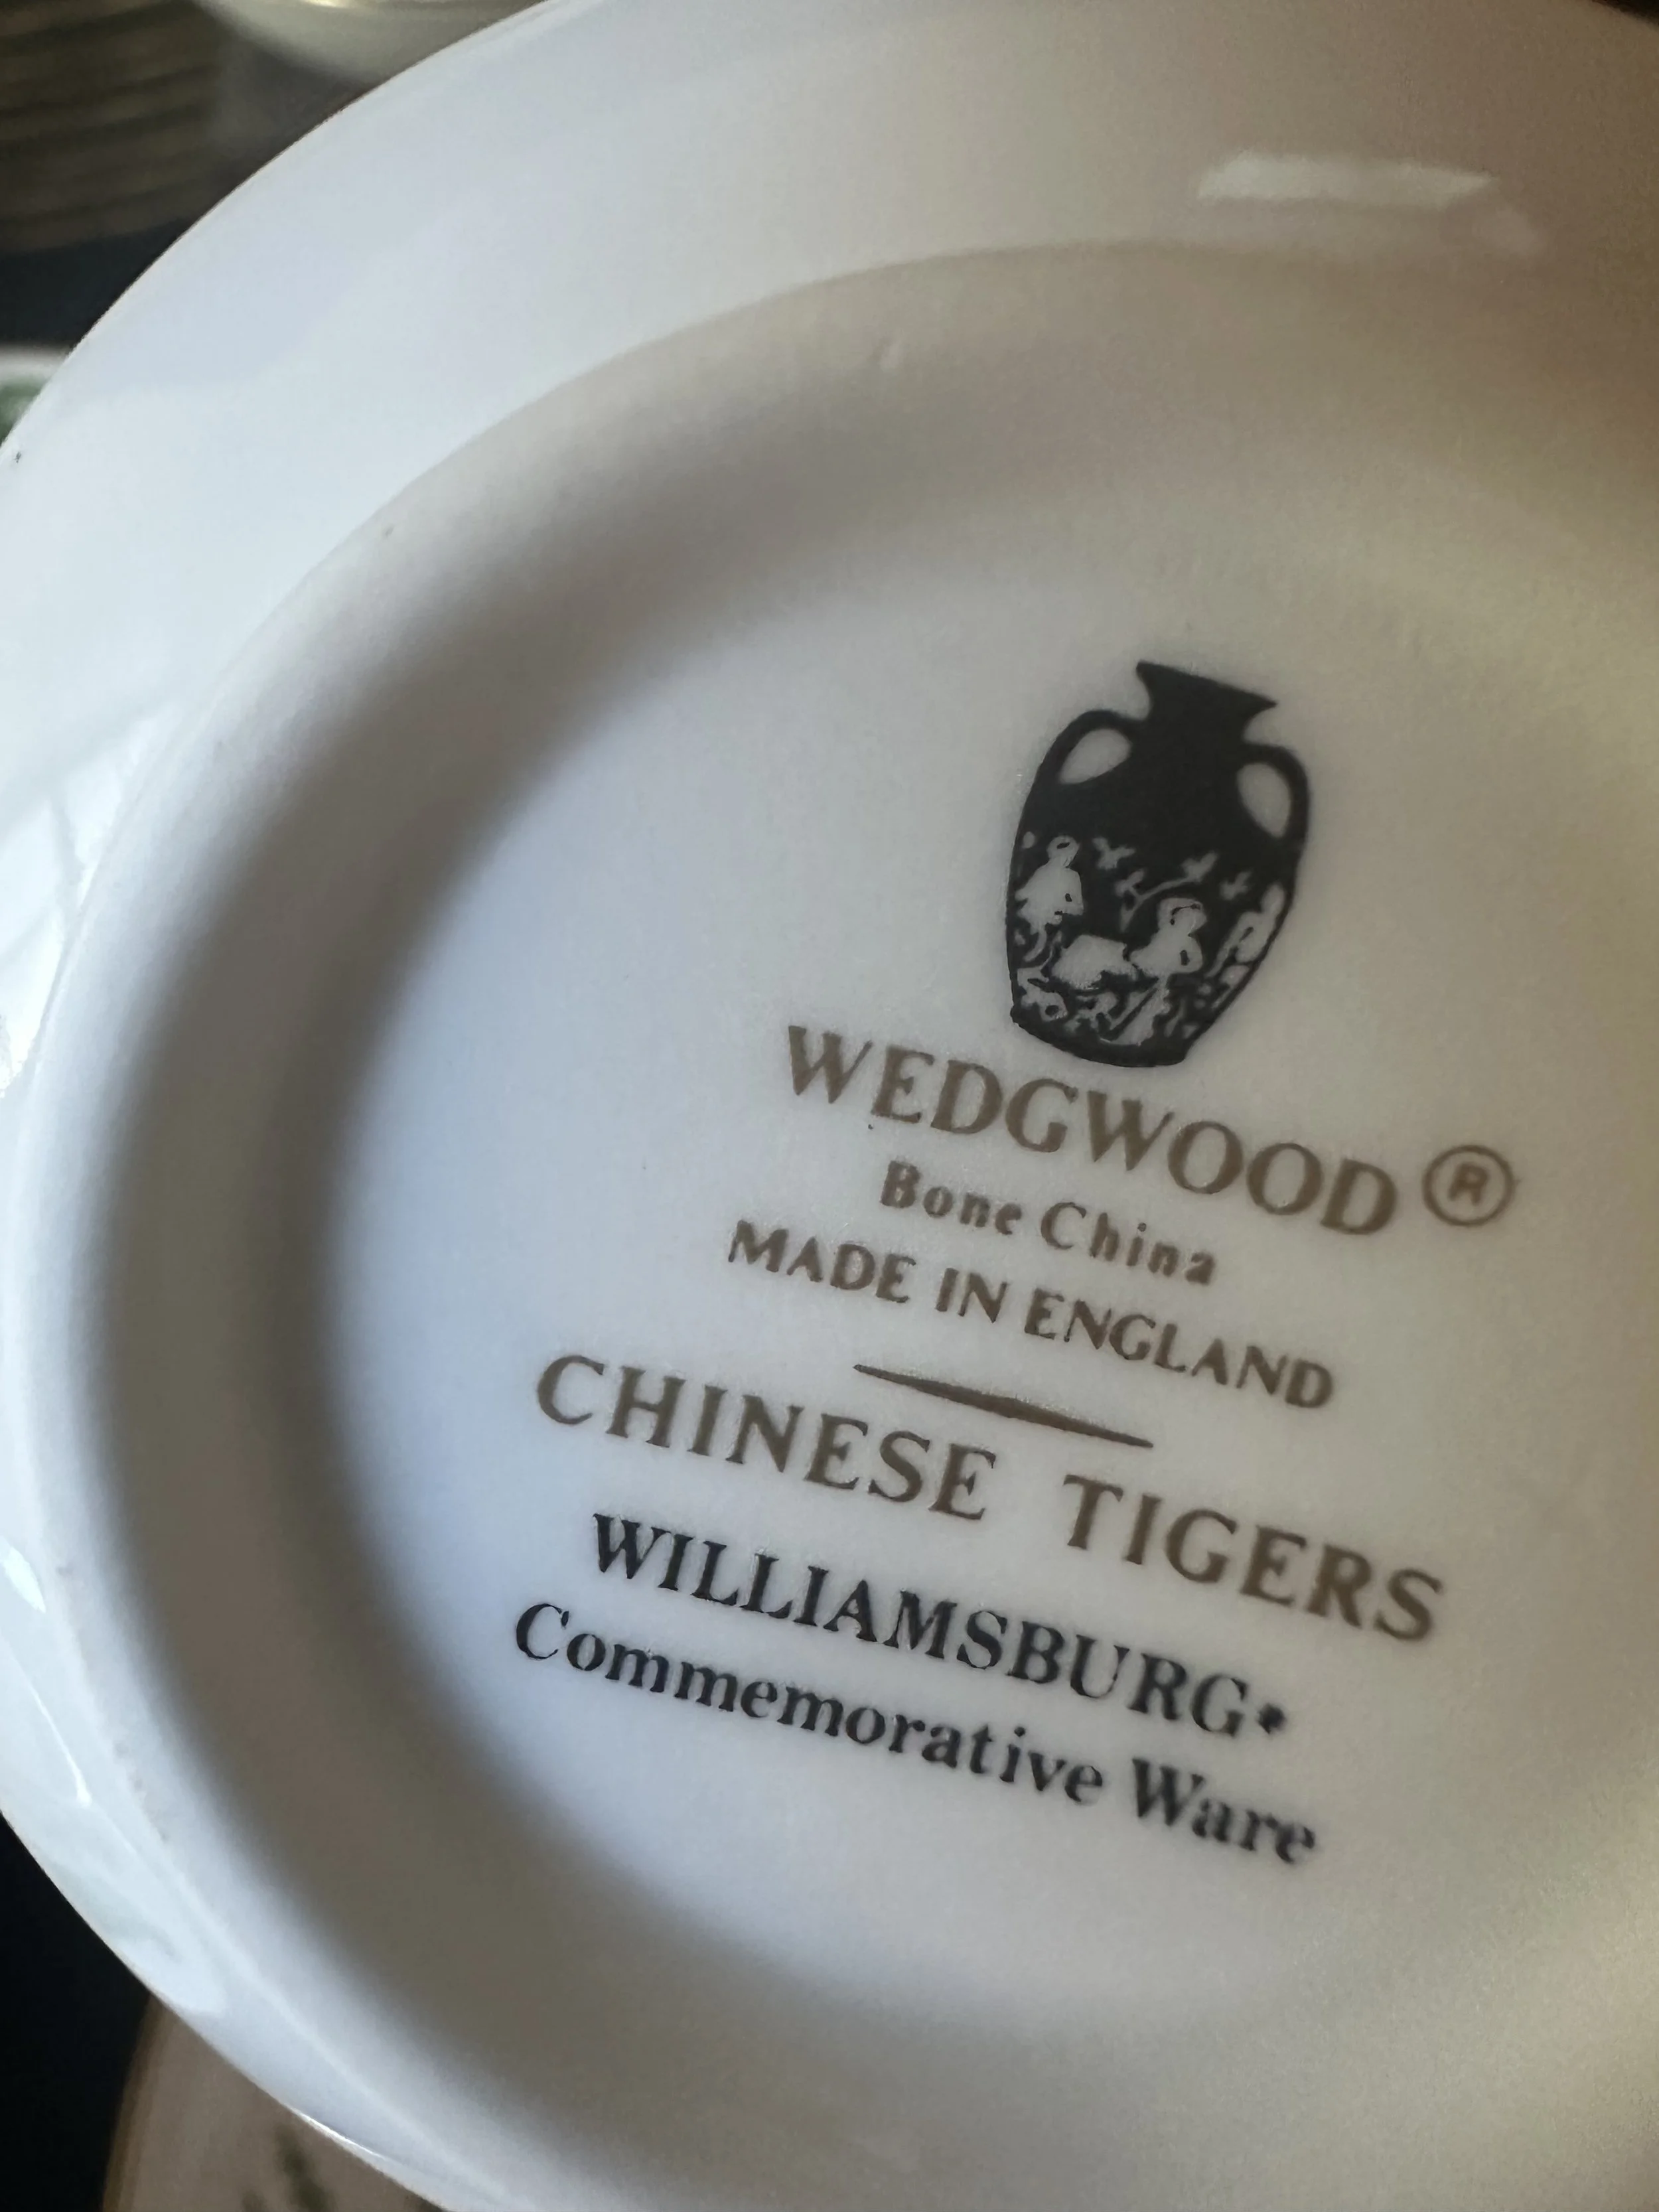 WEDGWOOD®
Bone China
MADE IN ENGLAND
CHINESE TIGERS
WILLIAMSBURG*
Commemorative Ware